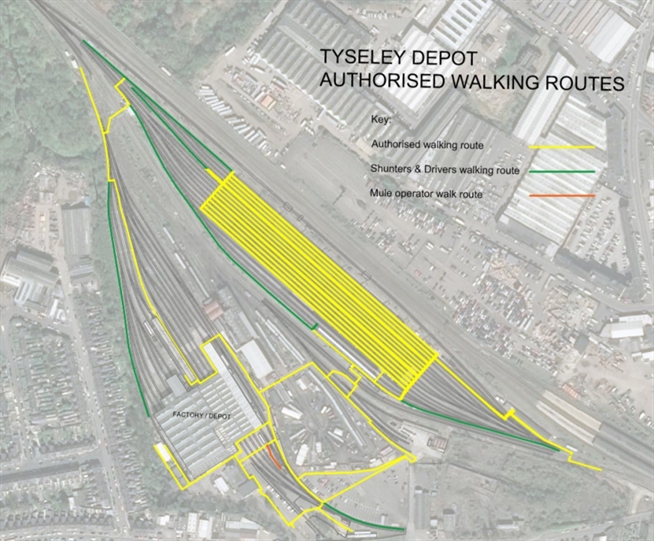 TYSELEY DEPOT
AUTHORISED WALKING ROUTES
Key:
Authorised walking route
Shunters & Drivers walking route
Mule operator walk route
FACTORY/ DEPOT